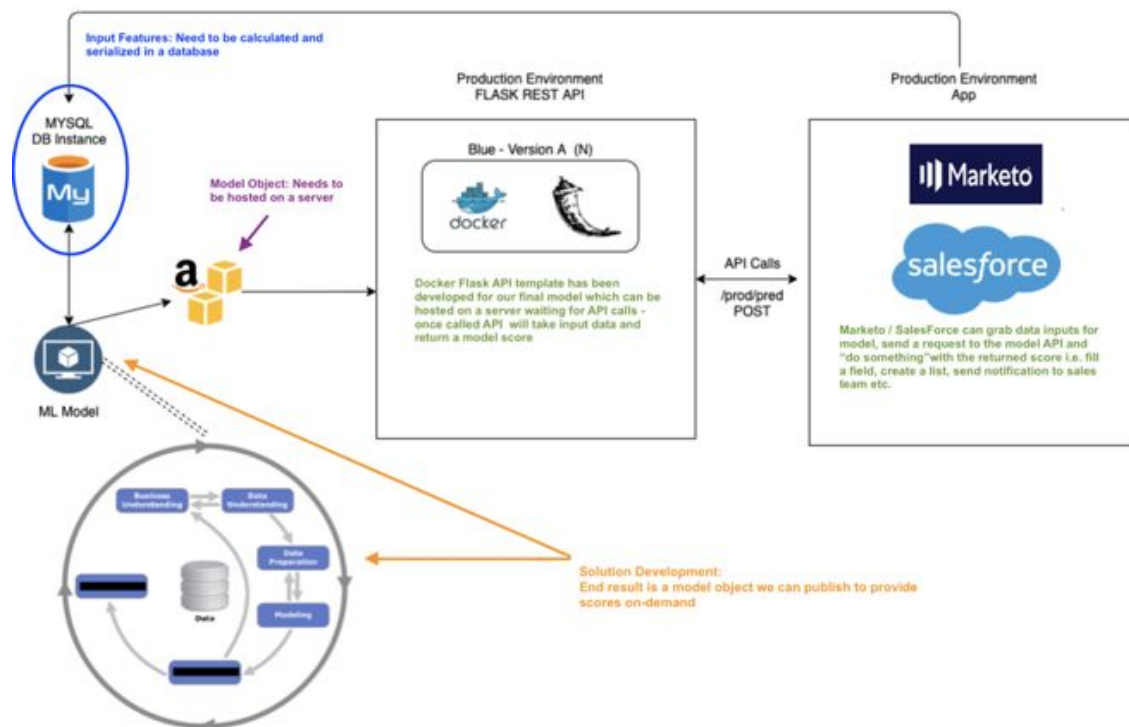 Input Features: Need to be calculated and
serialized in a database
Production Environment
FLASK REST API
Production Environment
App
MYSQL
DB Instance
My
Model Object: Needs to
be hosted on a server
a
Blue - Version A (N)
docker
Docker Flask API template has been
developed for our final model which can be
hosted on a server waiting for API calls -
once called API will take input data and
return a model score
API Calls
/prod/pred
POST
Marketo
salesforce
Marketo / SalesForce can grab data inputs for
model, send a request to the model API and
“do something”with the returned score i.e. fill
a field, create a list, send notification to sales
team etc.
ML Model
Business
Understanding
Data
Understanding
Data
Preparation
Modeling
Data
Solution Development:
End result is a model object we can publish to provide
scores on-demand